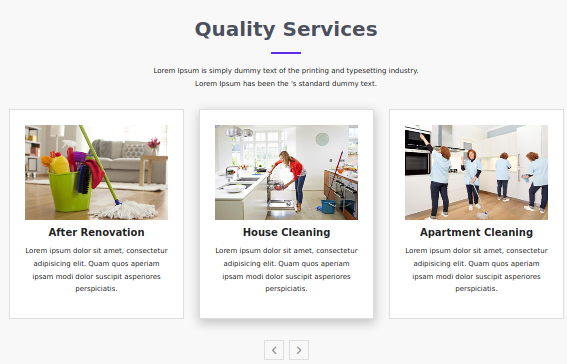 Quality Services
Lorem Ipsum is simply dummy text of the printing and typesetting industry.
Lorem Ipsum has been the 's standard dummy text.
After Renovation
Lorem ipsum dolor sit amet, consectetur
adipisicing elit. Quam quos aperiam
ipsam modi dolor suscipit asperiores
perspiciatis.
House Cleaning
Lorem ipsum dolor sit amet, consectetur
adipisicing elit. Quam quos aperiam
ipsam modi dolor suscipit asperiores
perspiciatis.
Apartment Cleaning
Lorem ipsum dolor sit amet, consectetur
adipisicing elit. Quam quos aperiam
ipsam modi dolor suscipit asperiores
perspiciatis.